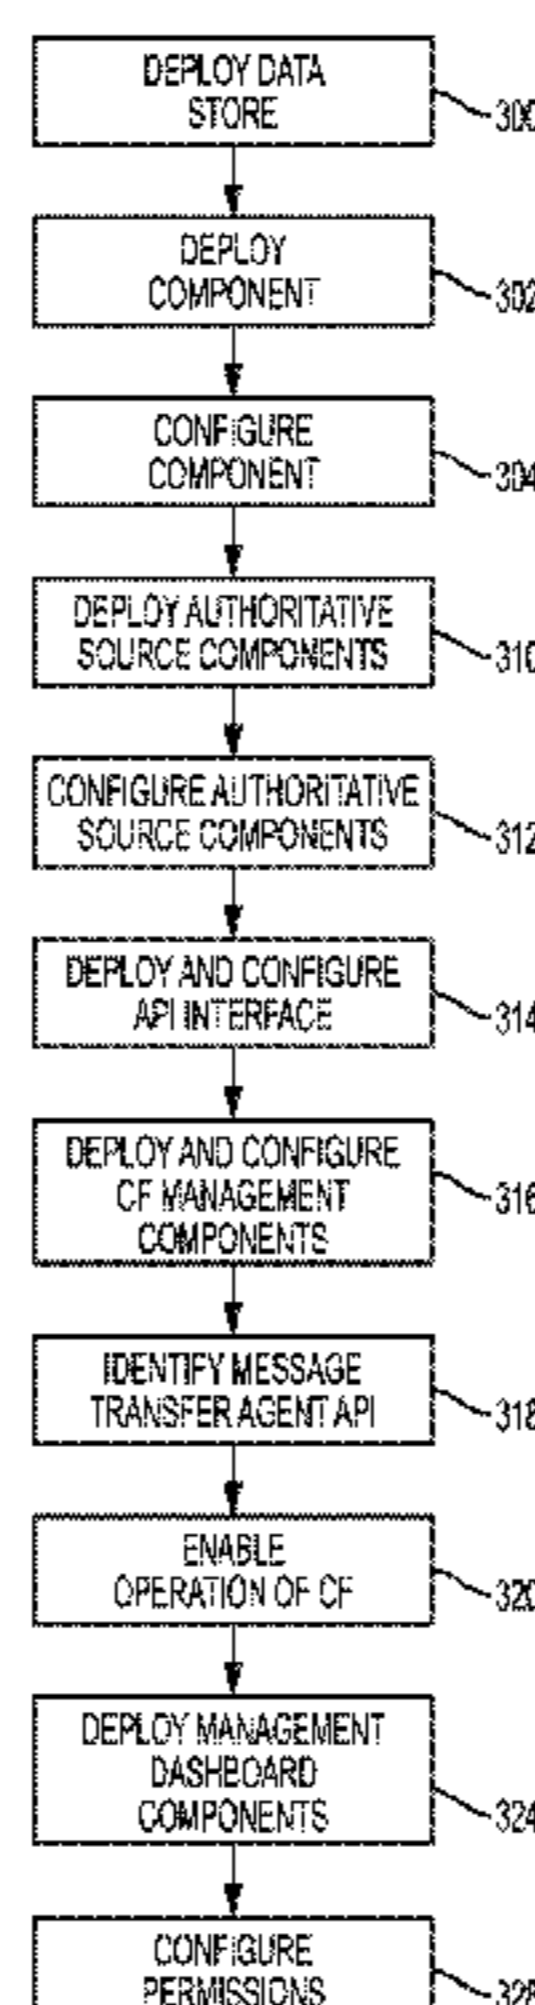 DEPLOY DATA
STORE
300
DEPLOY
COMPONENT
302
CONFIGURE
COMPONENT
304
DEPLOY AUTHORITATIVE
SOURCE COMPONENTS
310
CONFIGURE AUTHORITATIVE
SOURCE COMPONENTS
312
DEPLOY AND CONFIGURE
API INTERFACE
314
DEPLOY AND CONFIGURE
CF MANAGEMENT
COMPONENTS
316
IDENTIFY MESSAGE
TRANSFER AGENT API
318
ENABLE
OPERATION OF CF
320
DEPLOY MANAGEMENT
DASHBOARD
COMPONENTS
324
CONFIGURE
PERMISSIONS
328